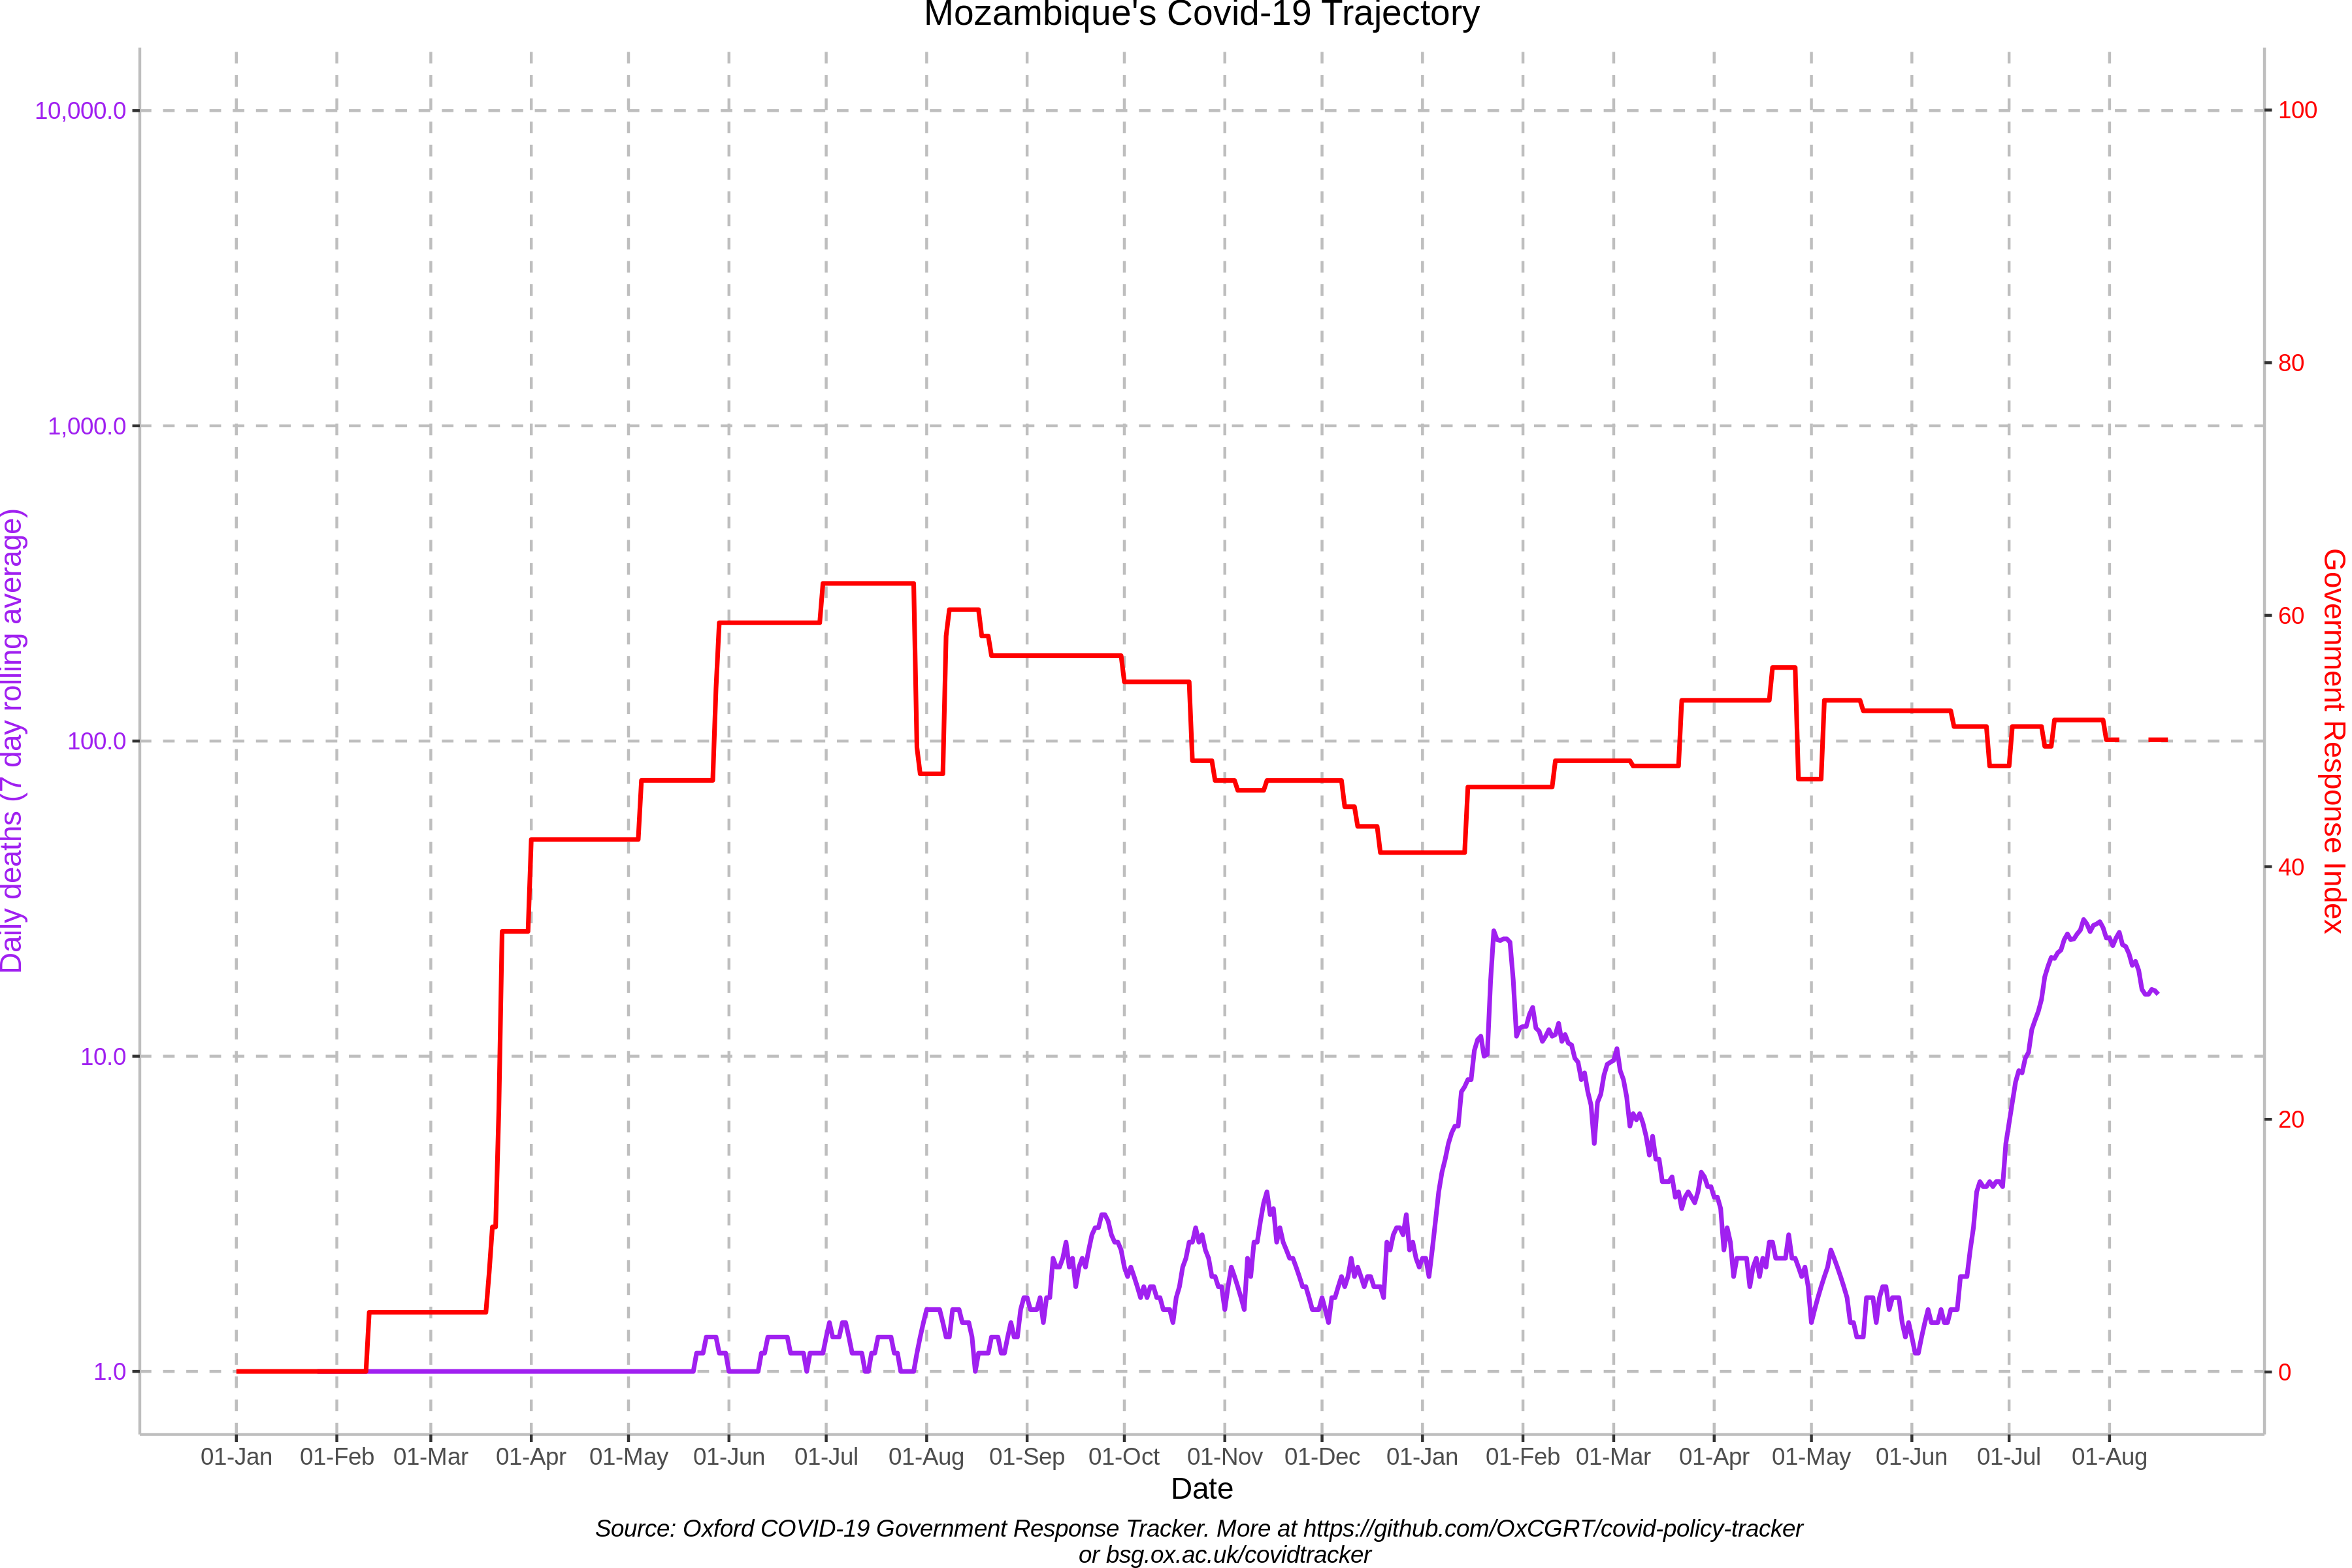 Mozambique's Covid-19 Trajectory
Daily deaths (7 day rolling average)
10,000.0
1,000.0
100.0
10.0
1.0
100
80
60
40
20
0
Government Response Index
01-Jan 01-Feb 01-Mar 01-Apr 01-May 01-Jun 01-Jul 01-Aug 01-Sep 01-Oct 01-Nov 01-Dec 01-Jan 01-Feb 01-Mar 01-Apr 01-May 01-Jun 01-Jul 01-Aug
Date
Source: Oxford COVID-19 Government Response Tracker. More at https://github.com/OxCGRT/covid-policy-tracker
or bsg.ox.ac.uk/covidtracker